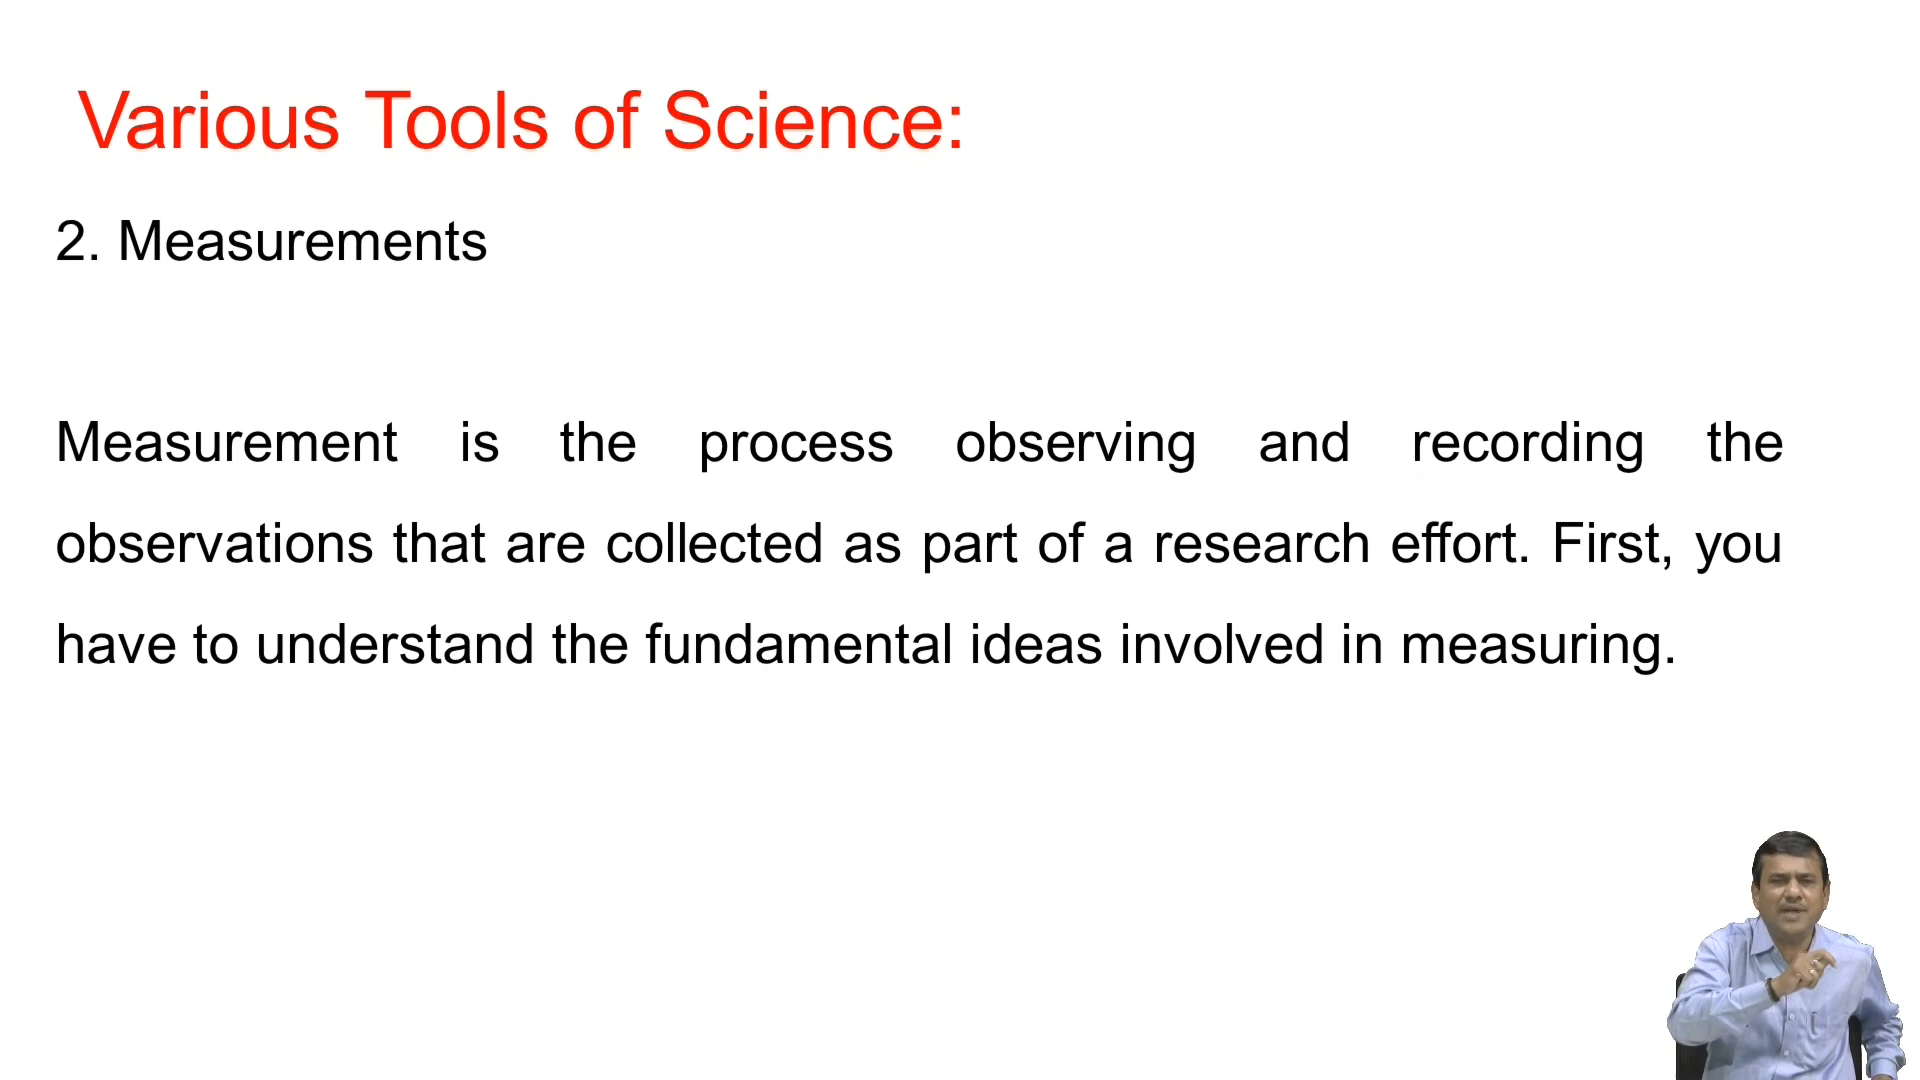 Various Tools of Science:
2. Measurements
Measurement is the process observing and recording the
observations that are collected as part of a research effort. First, you
have to understand the fundamental ideas involved in measuring.